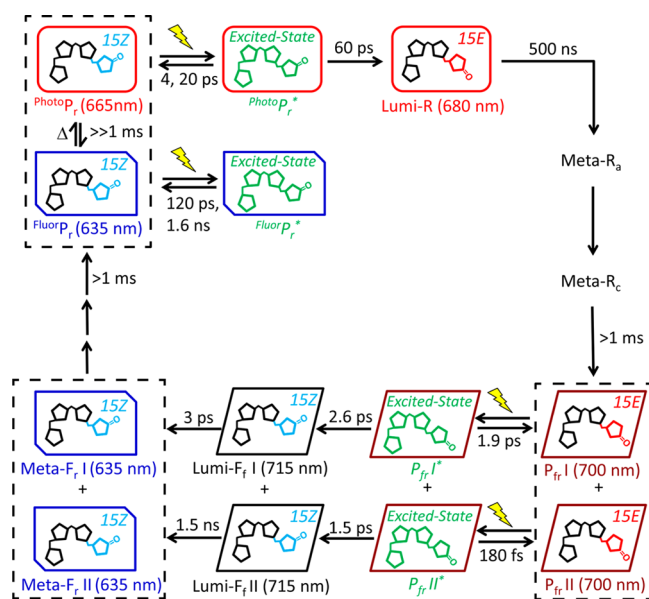 15Z
Excited-State
15E
60 ps
500 ns
4, 20 ps
PhotoPr (665nm)
PhotoPr*
Lumi-R (680 nm)
Δ
>>1 ms
15Z
Excited-State
120 ps,
1.6 ns
FluorPr (635 nm)
FluorPr*
Meta-Ra
Meta-Rc
>1 ms
>1 ms
15Z
15Z
Excited-State
15E
3 ps
2.6 ps
1.9 ps
Meta-Fr I (635 nm)
Lumi-Ff I (715 nm)
Pfr I*
Pfr I (700 nm)
+
+
+
+
15Z
15Z
Excited-State
15E
1.5 ns
1.5 ps
180 fs
Meta-Fr II (635 nm)
Lumi-Ff II (715 nm)
Pfr II*
Pfr II (700 nm)
O
O
O
O
O
O
O
O
O
O
O
O
O